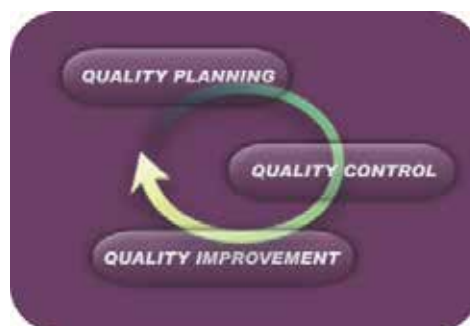 QUALITY PLANNING
QUALITY CONTROL
QUALITY IMPROVEMENT